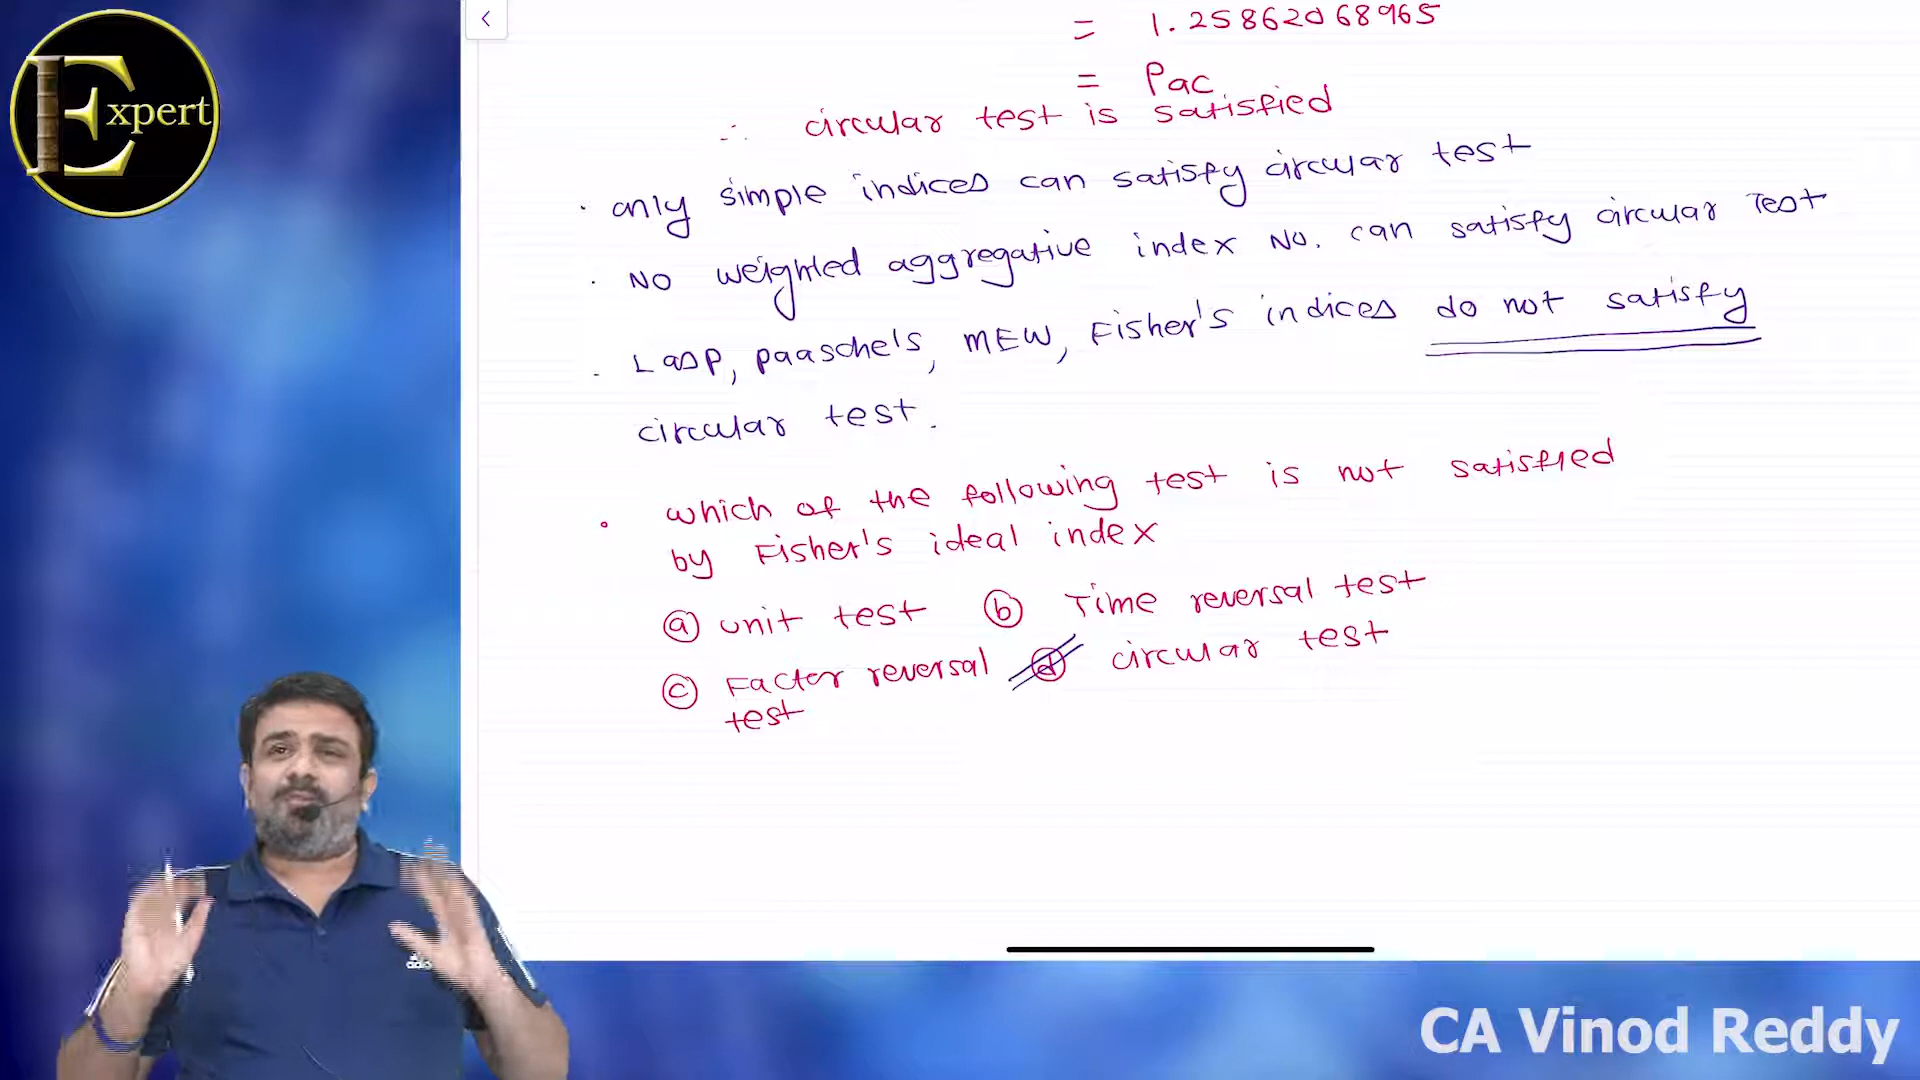 Expert
= 1.25862068965
= Pac
∴ circular test is satisfied
· only simple indices can satisfy circular test
· No weighted aggregative index No. can satisfy circular Test
· Lasp, paasche's, MEW, Fisher's indices do not satisfy
circular test.
· which of the following test is not satisfied
by Fisher's ideal index
ⓐ unit test ⓑ Time reversal test
ⓒ Factor reversal ⓓ circular test
test
CA Vinod Reddy